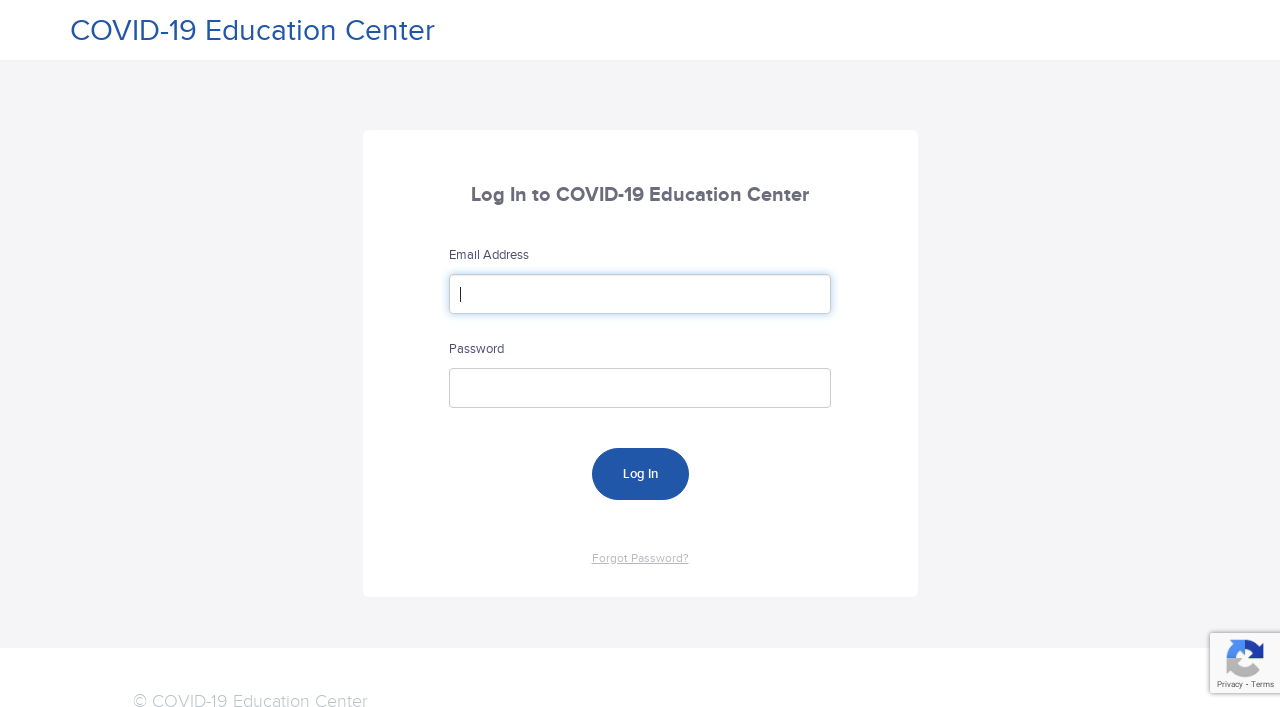 COVID-19 Education Center
Log In to COVID-19 Education Center
Email Address
Password
Log In
Forgot Password?
Privacy - Terms
© COVID-19 Education Center